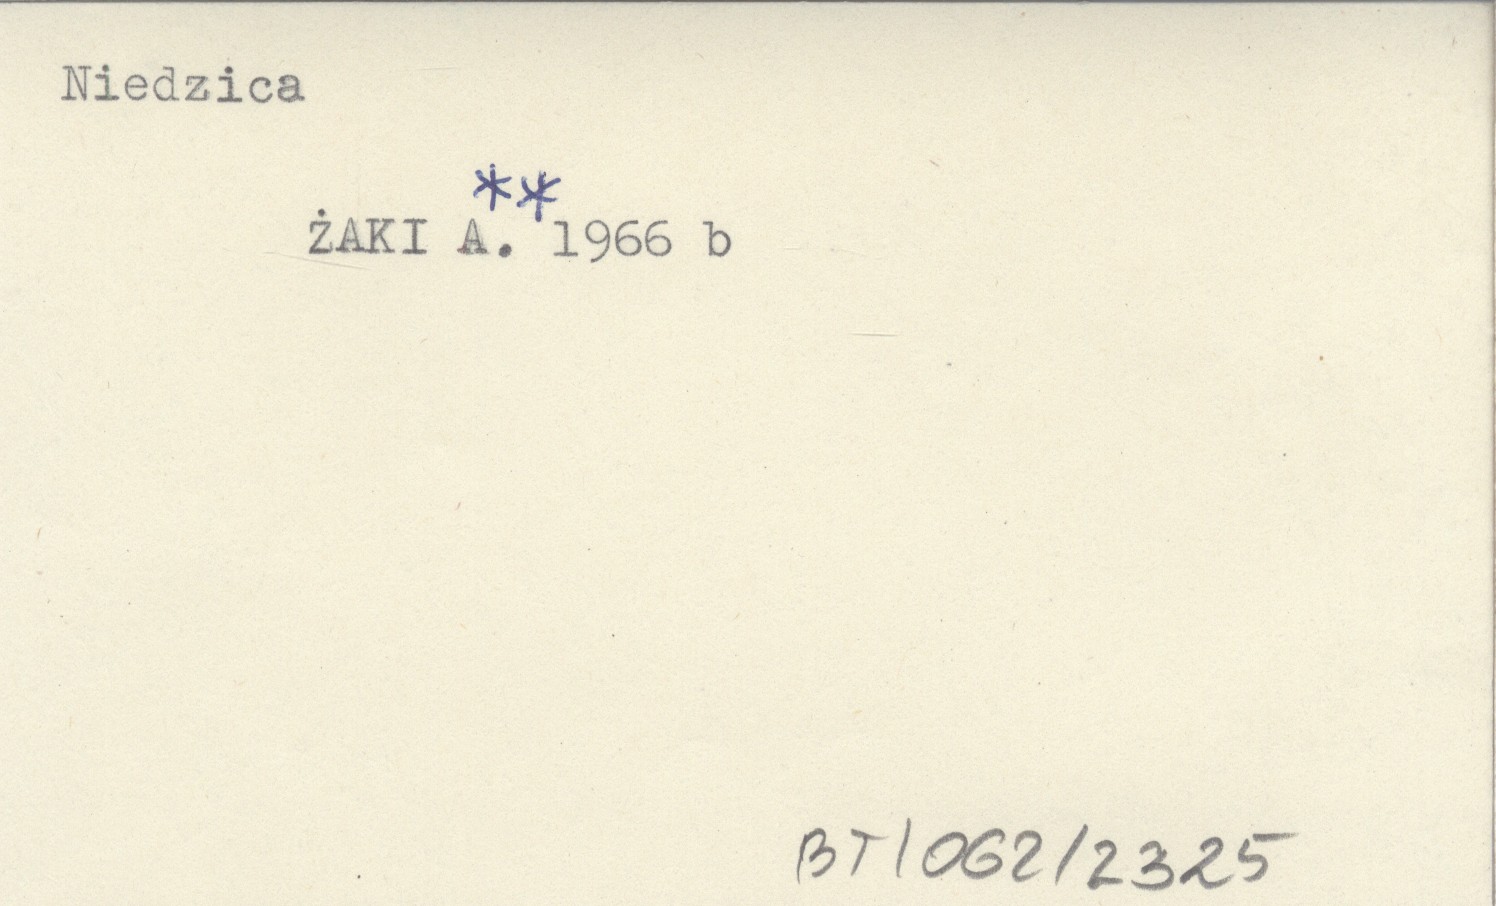 Niedzica
**
ŻAKI A. 1966 b
BT/062/2325